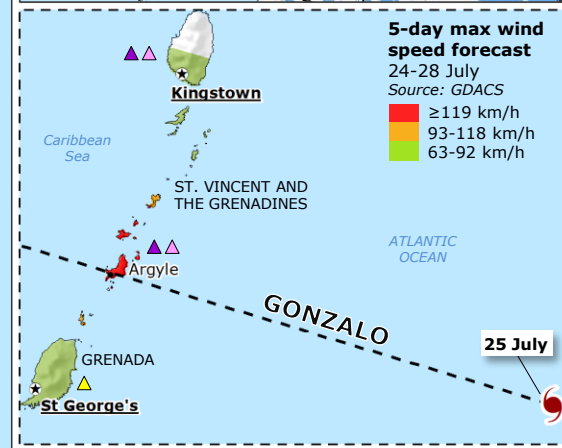 5-day max wind
speed forecast
24-28 July
Source: GDACS
≥119 km/h
93-118 km/h
63-92 km/h
Kingstown
Caribbean
Sea
ST. VINCENT AND
THE GRENADINES
ATLANTIC
OCEAN
Argyle
GONZALO
25 July
GRENADA
St George's